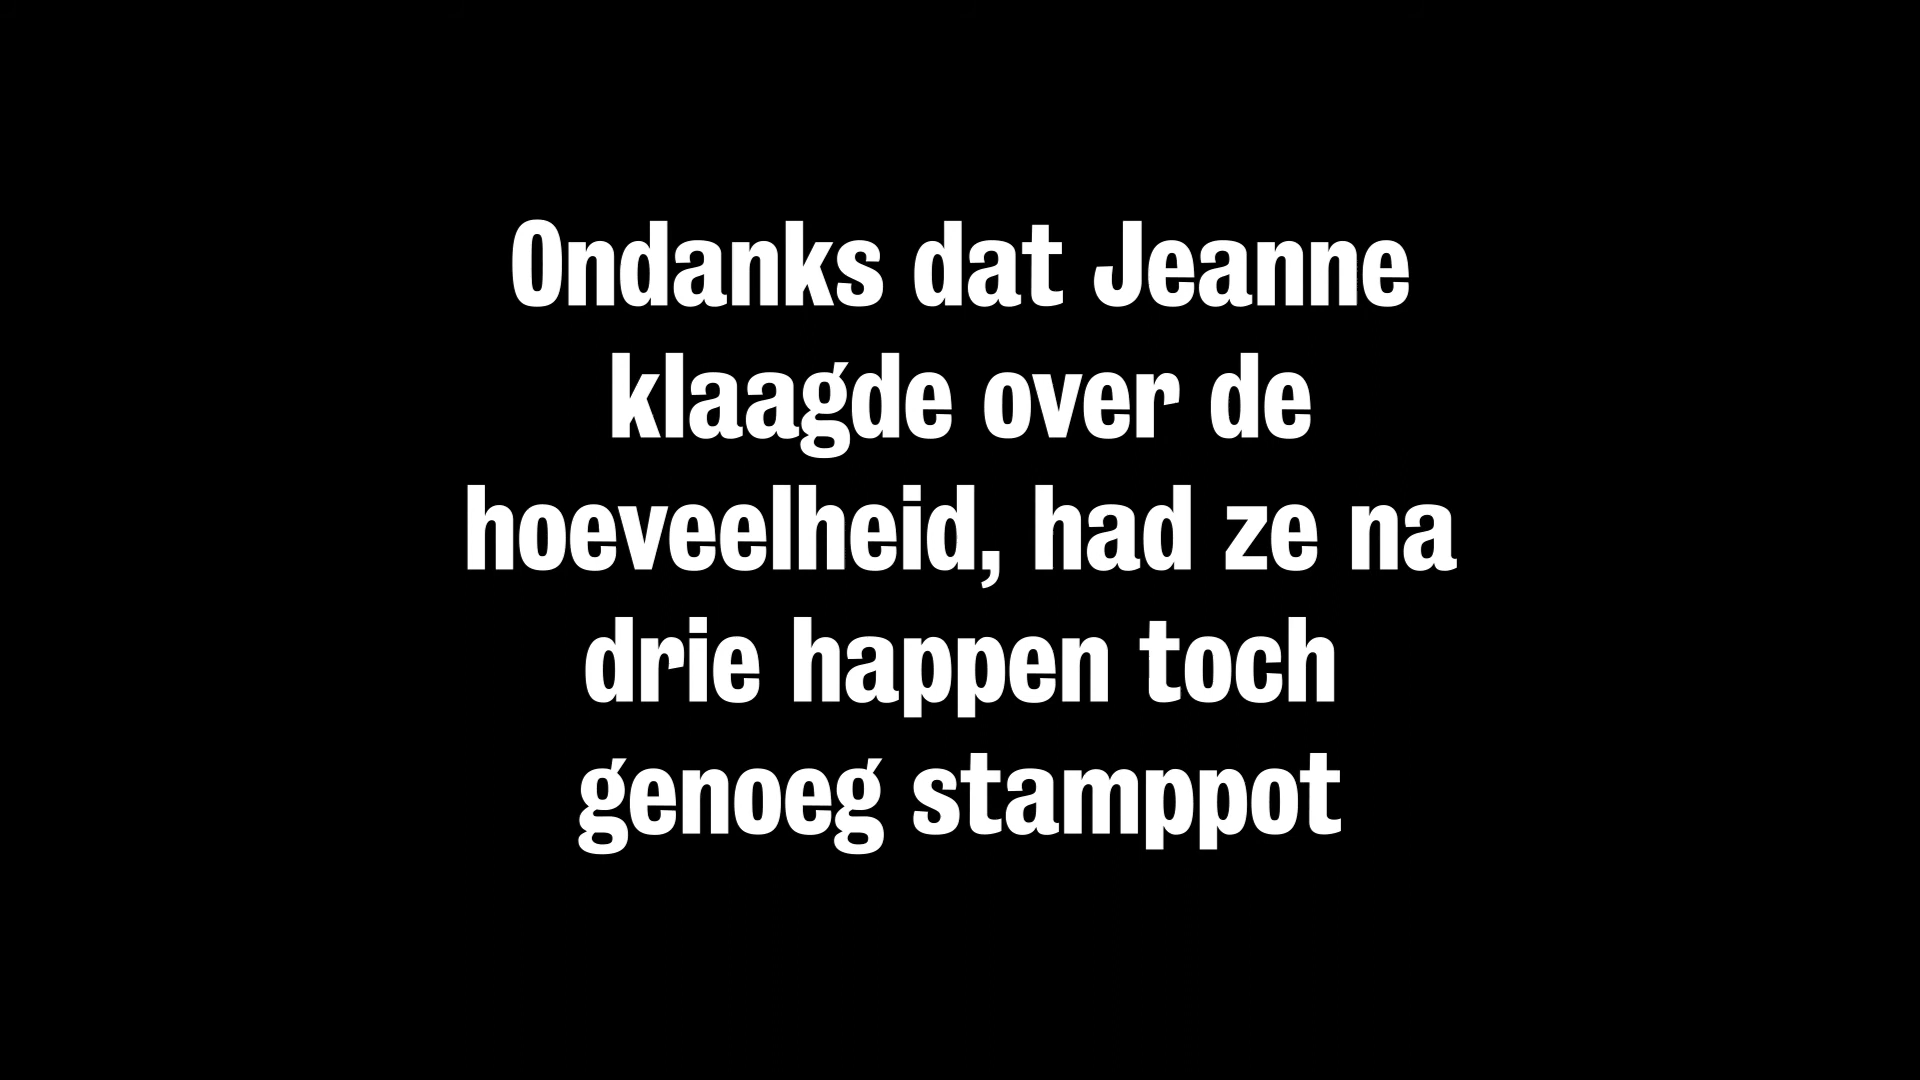 Ondanks dat Jeanne
klaagde over de
hoeveelheid, had ze na
drie happen toch
genoeg stamppot